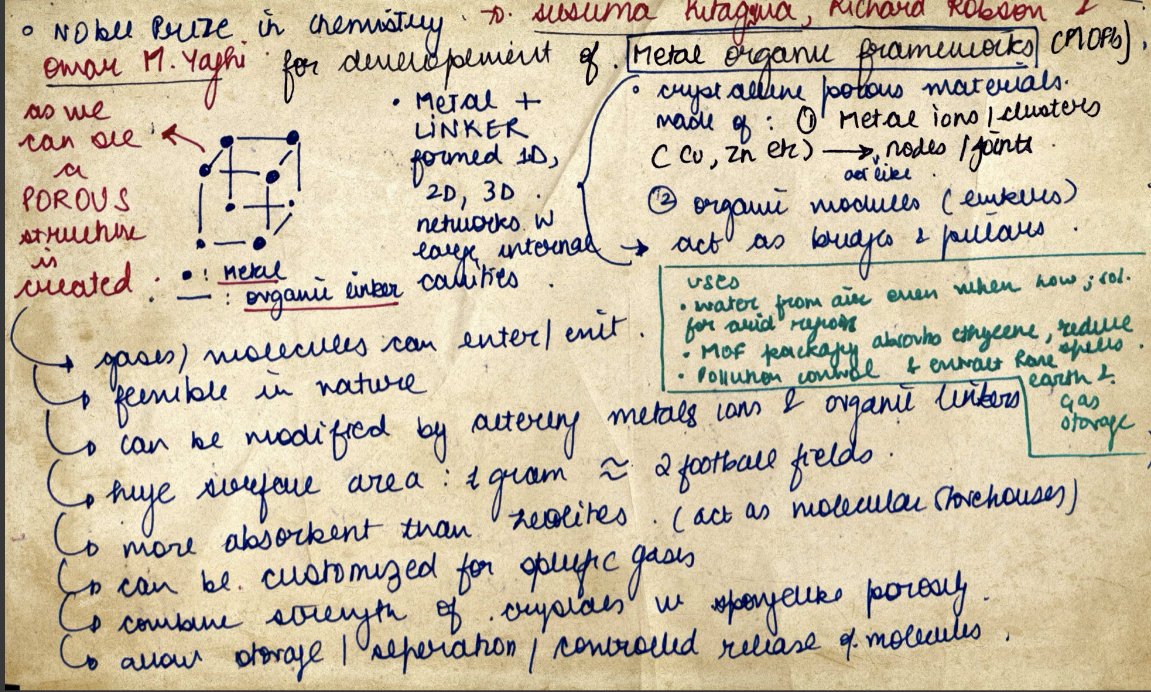 NObel Prize in chemistry → susuma Kitagawa, Richard Robson &
Omar M. Yaghi for developement of Metal organic frameworks (MOFs).
as we
can see
a
POROUS
structure
is
created.
• : Metal
— : organic linker
• Metal +
LINKER
formed 1D,
2D, 3D
networks w
large internal
cavities.
• crystalline porous materials.
made of : ① Metal ions / clusters
(Cu, Zn etc) → nodes / joints.
act like
② organic modules (linkers)
→ act as bridges & pillars.
uses
• water from air even when low ; sol.
for arid regions
• MOF packagg absorbs ethylene, reduce
spoils.
• Pollution control & extract Rare
earth &
Gas
storage
gases / molecules can enter / exit.
flexible in nature
can be modified by altering metals ions & organic linkers
huge surface area : 1 gram ≈ 2 football fields.
more absorbent than zeolites. (act as molecular storehouses)
can be customized for specific gases
combine strength of crystals w spongelike porosity.
allow storage / seperation / controlled release of molecules.